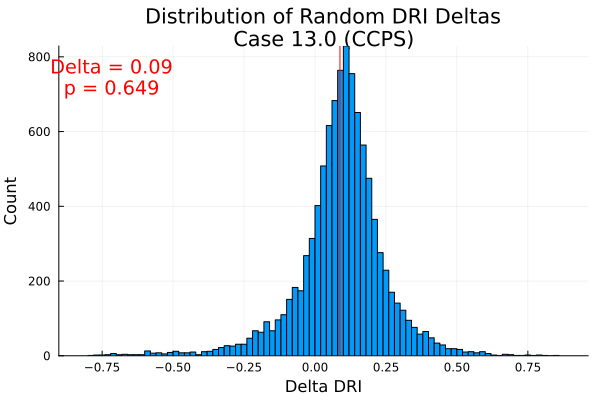 Distribution of Random DRI Deltas
Case 13.0 (CCPS)
Delta = 0.09
p = 0.649
Count
800
600
400
200
0
−0.75
−0.50
−0.25
0.00
0.25
0.50
0.75
Delta DRI